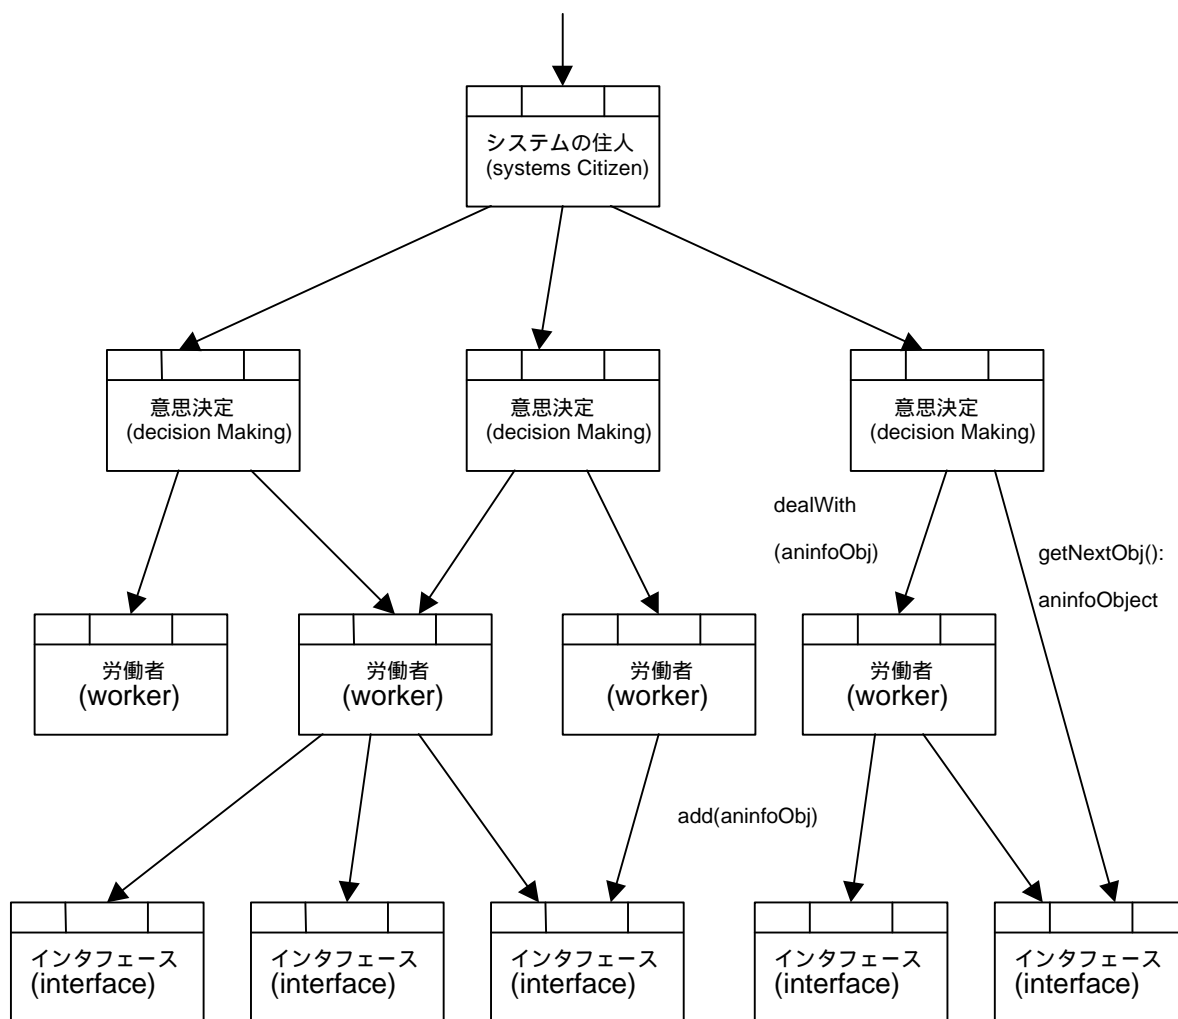 システムの住人
(systems Citizen)
意思決定
(decision Making)
意思決定
(decision Making)
意思決定
(decision Making)
dealWith
(aninfoObj)
getNextObj():
aninfoObject
労働者
(worker)
労働者
(worker)
労働者
(worker)
労働者
(worker)
add(aninfoObj)
インタフェース
(interface)
インタフェース
(interface)
インタフェース
(interface)
インタフェース
(interface)
インタフェース
(interface)